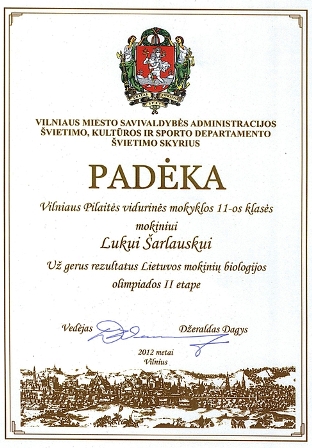 VILNIAUS MIESTO SAVIVALDYBĖS ADMINISTRACIJOS
ŠVIETIMO, KULTŪROS IR SPORTO DEPARTAMENTO
ŠVIETIMO SKYRIUS
PADĖKA
Vilniaus Pilaitės vidurinės mokyklos 11-os klasės
mokiniui
Lukui Šarlauskui
Už gerus rezultatus Lietuvos mokinių biologijos
olimpiados II etape
Vedėjas Džeraldas Dagys
2012 metai
Vilnius